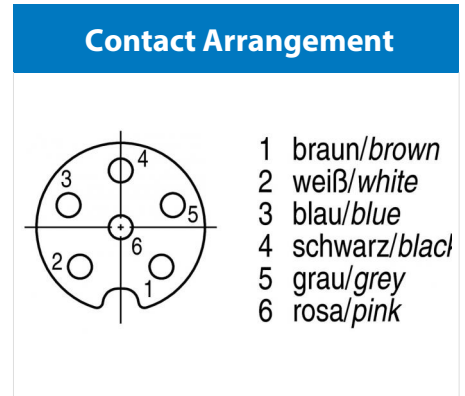 Contact Arrangement
4
3
5
6
2
1
1 braun/brown
2 weiß/white
3 blau/blue
4 schwarz/black
5 grau/grey
6 rosa/pink